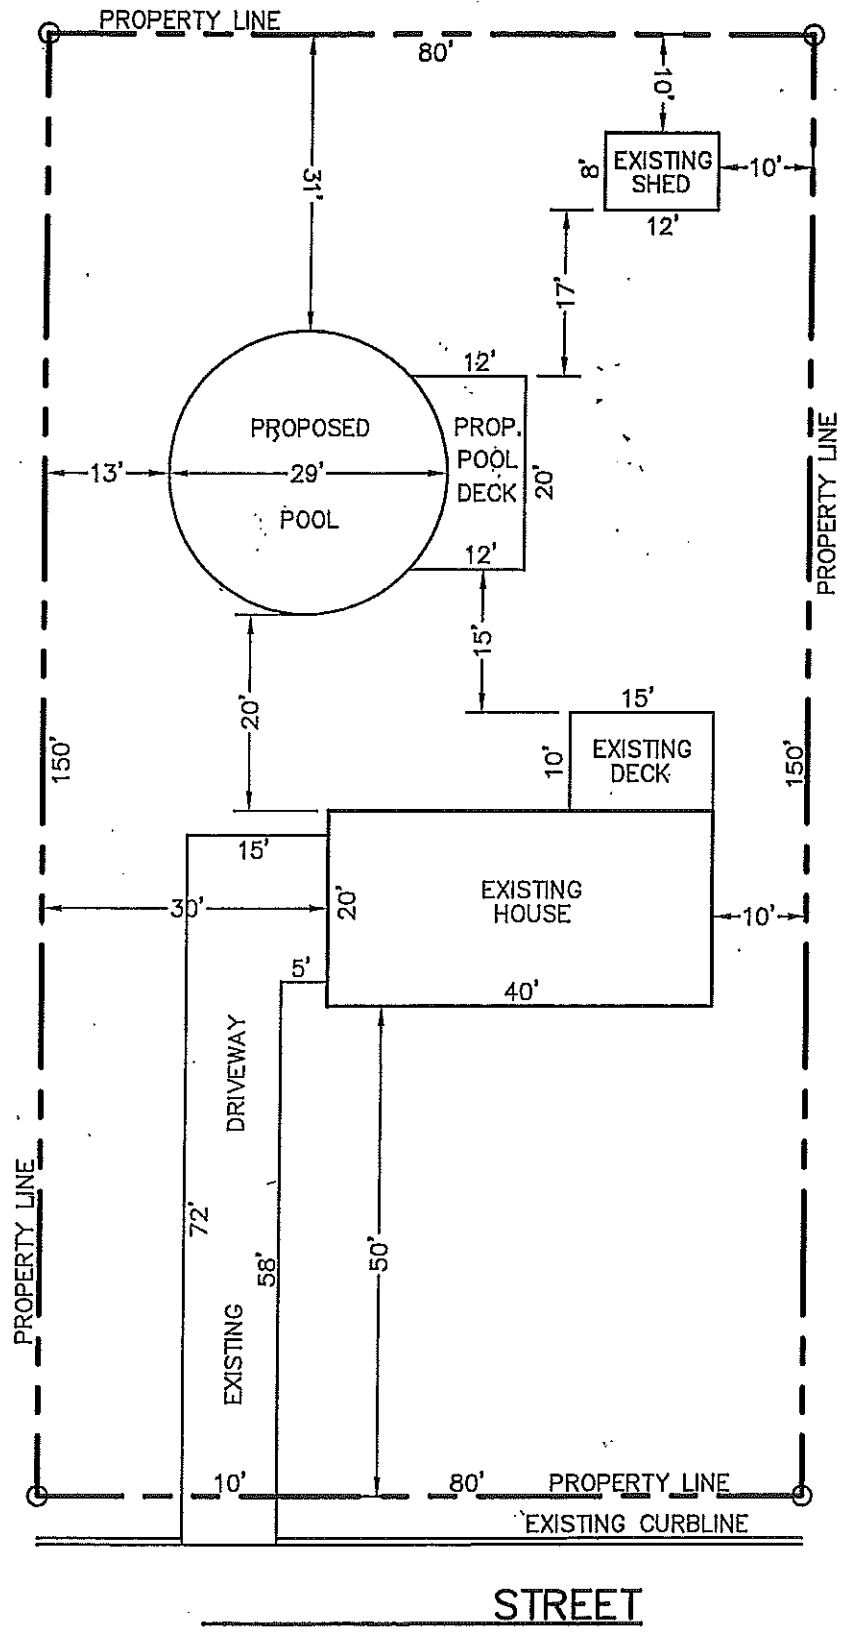 PROPERTY LINE
80'
10'
EXISTING
SHED
8'
10'
12'
31'
17'
12'
PROPOSED
POOL
PROP.
POOL
DECK
13'
29'
20'
12'
PROPERTY LINE
15'
20'
15'
10'
EXISTING
DECK
150'
150'
15'
30'
20'
EXISTING
HOUSE
10'
5'
40'
EXISTING DRIVEWAY
72'
58'
50'
PROPERTY LINE
10'
80'
PROPERTY LINE
EXISTING CURBLINE
STREET